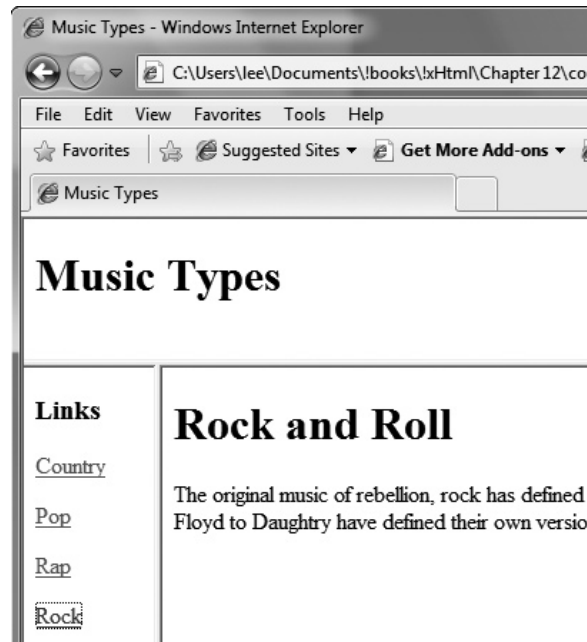 Music Types - Windows Internet Explorer
C:\Users\lee\Documents\!books\!xHtml\Chapter 12\co
File Edit View Favorites Tools Help
Favorites Suggested Sites Get More Add-ons
Music Types
Music Types
Links
Country
Pop
Rap
Rock
Rock and Roll
The original music of rebellion, rock has defined
Floyd to Daughtry have defined their own versio